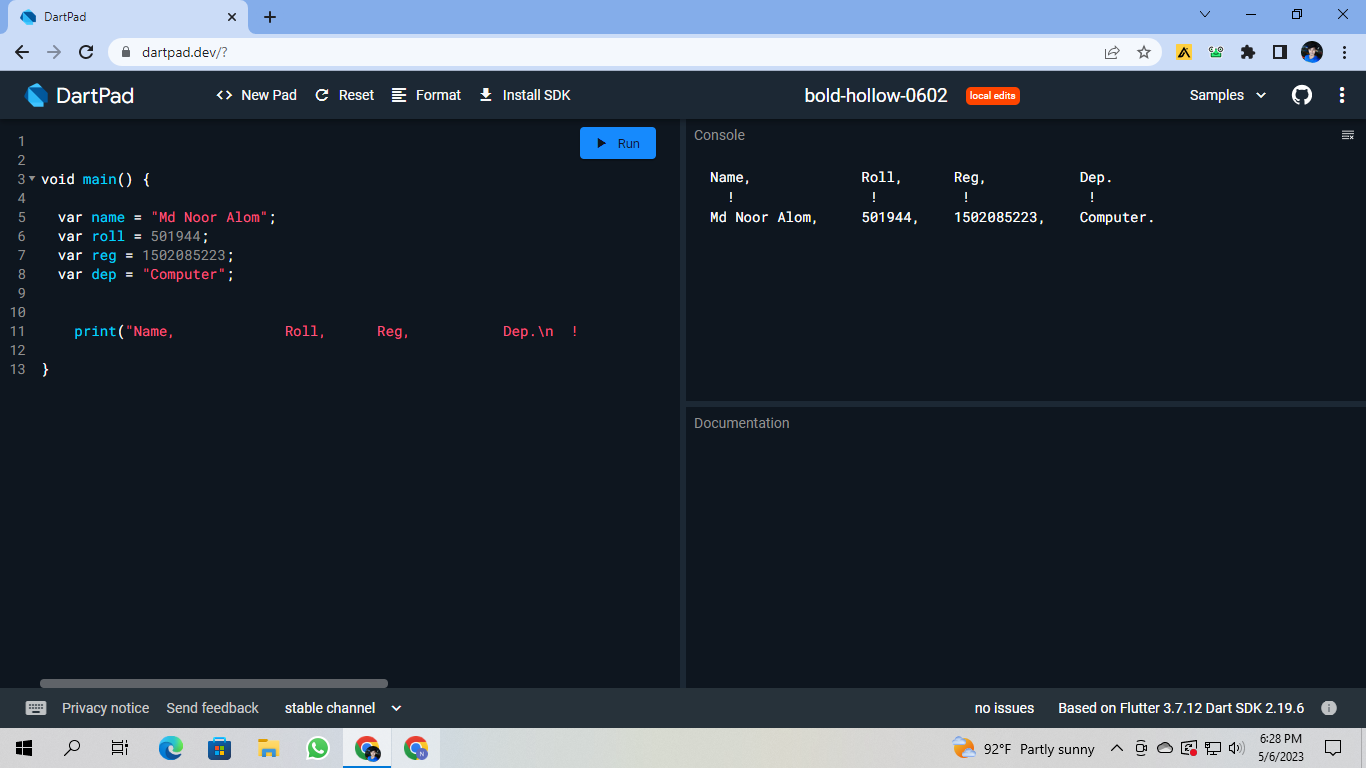 DartPad
dartpad.dev/?
DartPad
<> New Pad Reset Format Install SDK
bold-hollow-0602 local edits
Samples
Run
1
2
3 void main() {
4
5 var name = "Md Noor Alom";
6 var roll = 501944;
7 var reg = 1502085223;
8 var dep = "Computer";
9
10
11 print("Name, Roll, Reg, Dep.\n !
12
13 }
Console
Name, Roll, Reg, Dep.
! ! ! !
Md Noor Alom, 501944, 1502085223, Computer.
Documentation
Privacy notice Send feedback stable channel
no issues Based on Flutter 3.7.12 Dart SDK 2.19.6
92°F Partly sunny
6:28 PM
5/6/2023